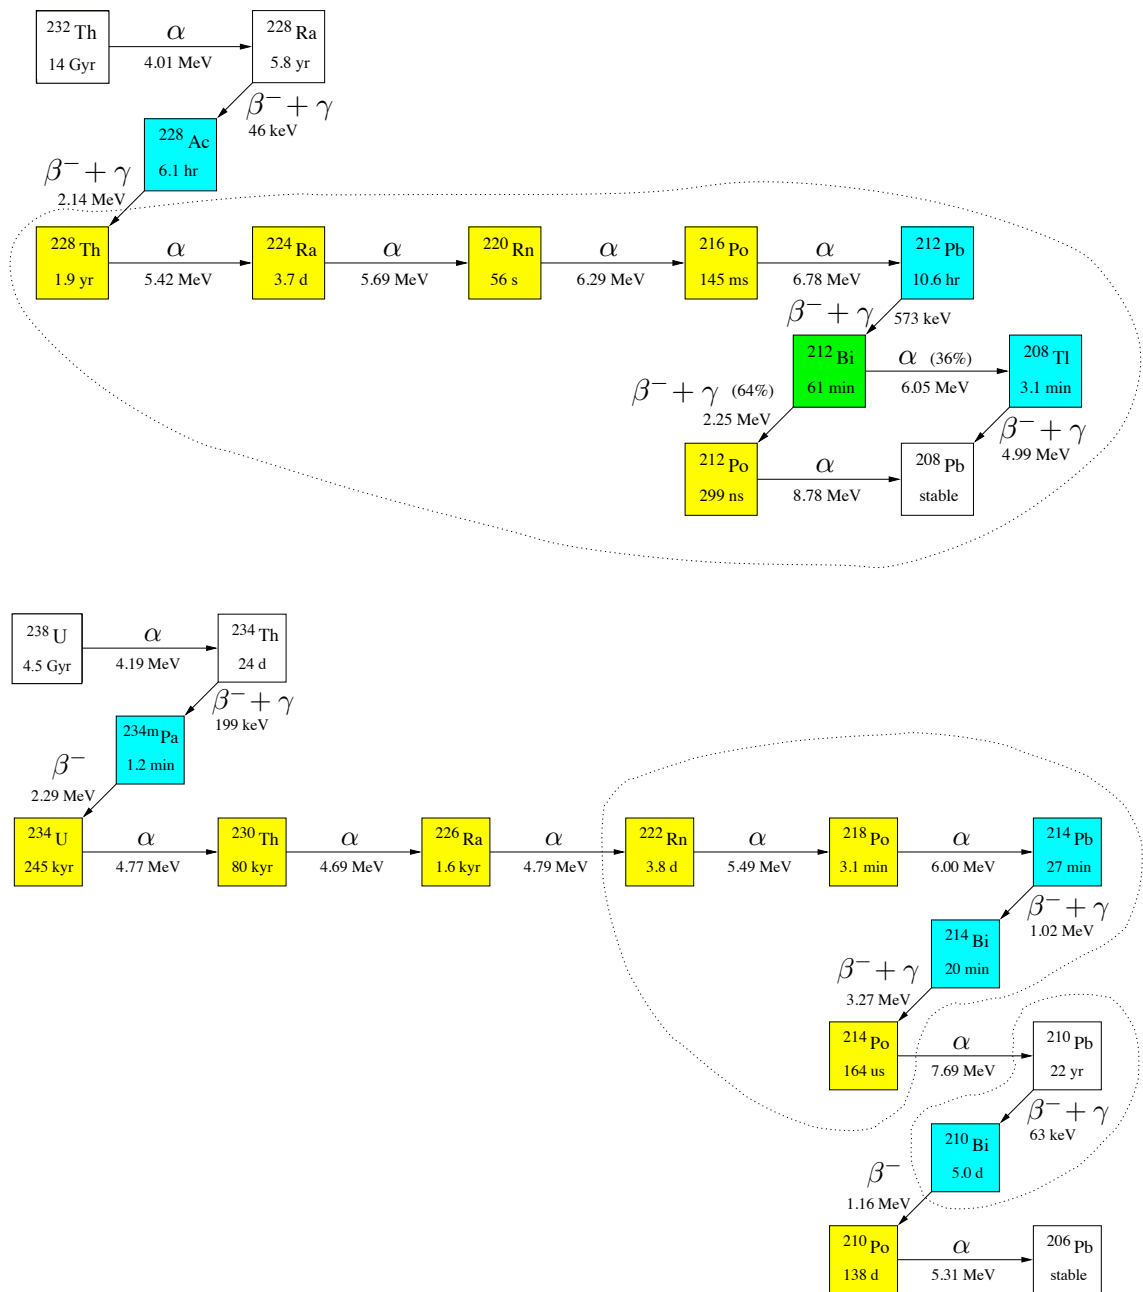 232 Th
14 Gyr
α
4.01 MeV
228 Ra
5.8 yr
β− + γ
46 keV
228 Ac
6.1 hr
β− + γ
2.14 MeV
228 Th
1.9 yr
α
5.42 MeV
224 Ra
3.7 d
α
5.69 MeV
220 Rn
56 s
α
6.29 MeV
216 Po
145 ms
α
6.78 MeV
212 Pb
10.6 hr
β− + γ
573 keV
212 Bi
61 min
α (36%)
6.05 MeV
208 Tl
3.1 min
β− + γ (64%)
2.25 MeV
β− + γ
4.99 MeV
212 Po
299 ns
α
8.78 MeV
208 Pb
stable
238 U
4.5 Gyr
α
4.19 MeV
234 Th
24 d
β− + γ
199 keV
234m Pa
1.2 min
β−
2.29 MeV
234 U
245 kyr
α
4.77 MeV
230 Th
80 kyr
α
4.69 MeV
226 Ra
1.6 kyr
α
4.79 MeV
222 Rn
3.8 d
α
5.49 MeV
218 Po
3.1 min
α
6.00 MeV
214 Pb
27 min
β− + γ
1.02 MeV
214 Bi
20 min
β− + γ
3.27 MeV
214 Po
164 us
α
7.69 MeV
210 Pb
22 yr
β− + γ
63 keV
210 Bi
5.0 d
β−
1.16 MeV
210 Po
138 d
α
5.31 MeV
206 Pb
stable